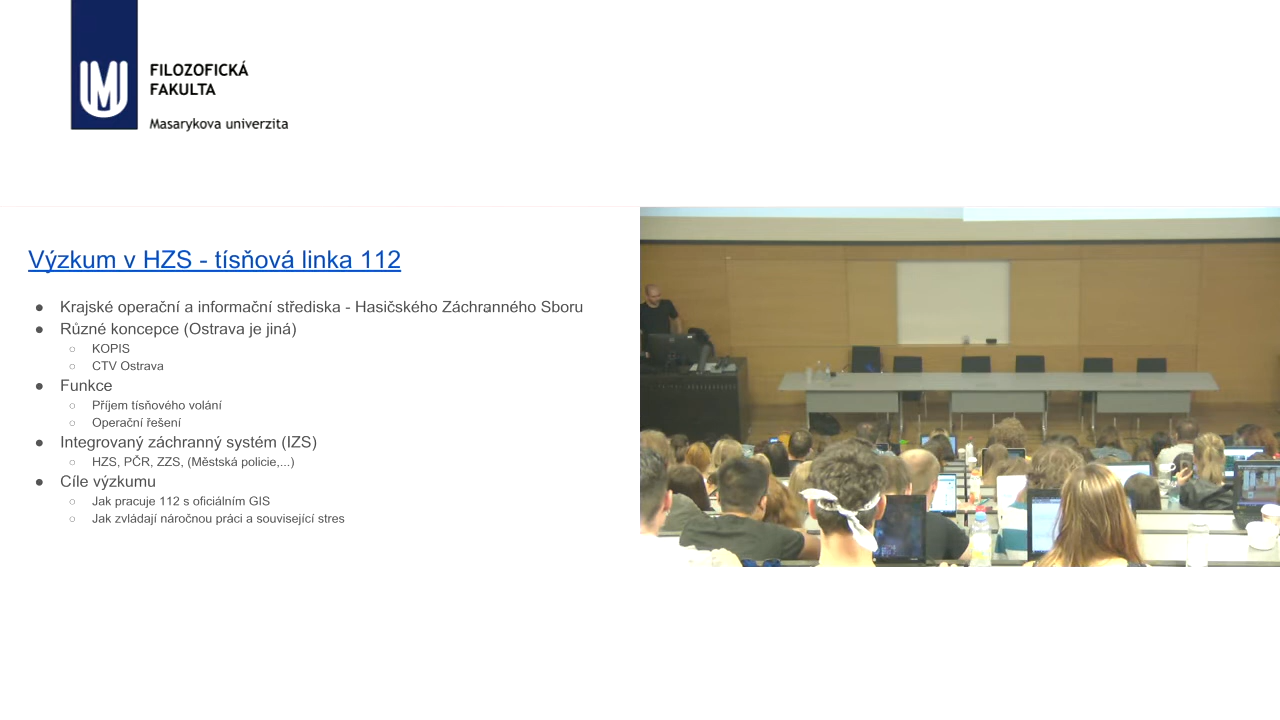 FILOZOFICKÁ
FAKULTA
Masarykova univerzita
Výzkum v HZS - tísňová linka 112
● Krajské operační a informační střediska - Hasičského Záchranného Sboru
● Různé koncepce (Ostrava je jiná)
○ KOPIS
○ CTV Ostrava
● Funkce
○ Příjem tísňového volání
○ Operační řešení
● Integrovaný záchranný systém (IZS)
○ HZS, PČR, ZZS, (Městská policie,...)
● Cíle výzkumu
○ Jak pracuje 112 s oficiálním GIS
○ Jak zvládají náročnou práci a související stres